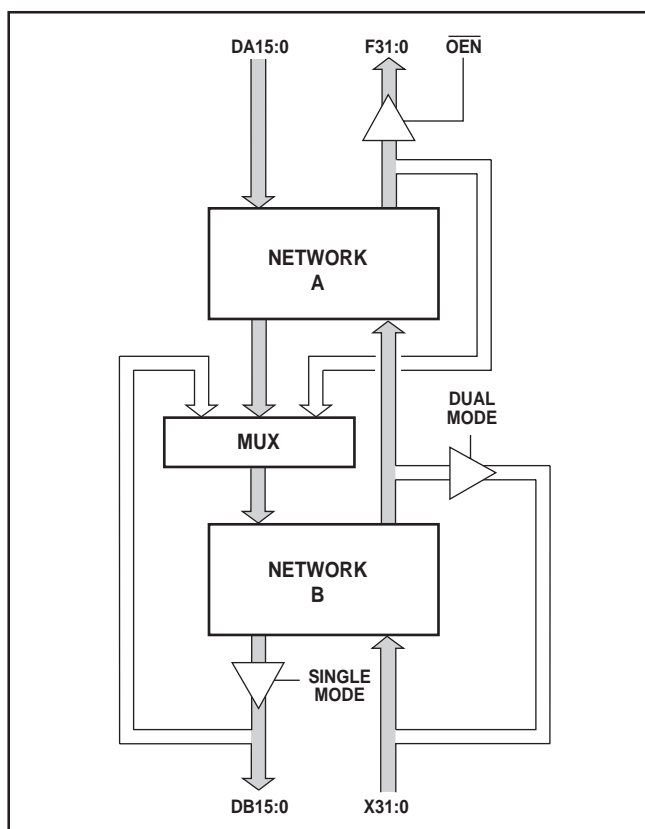 DA15:0
F31:0
OEN
NETWORK
A
DUAL
MODE
MUX
NETWORK
B
SINGLE
MODE
DB15:0
X31:0